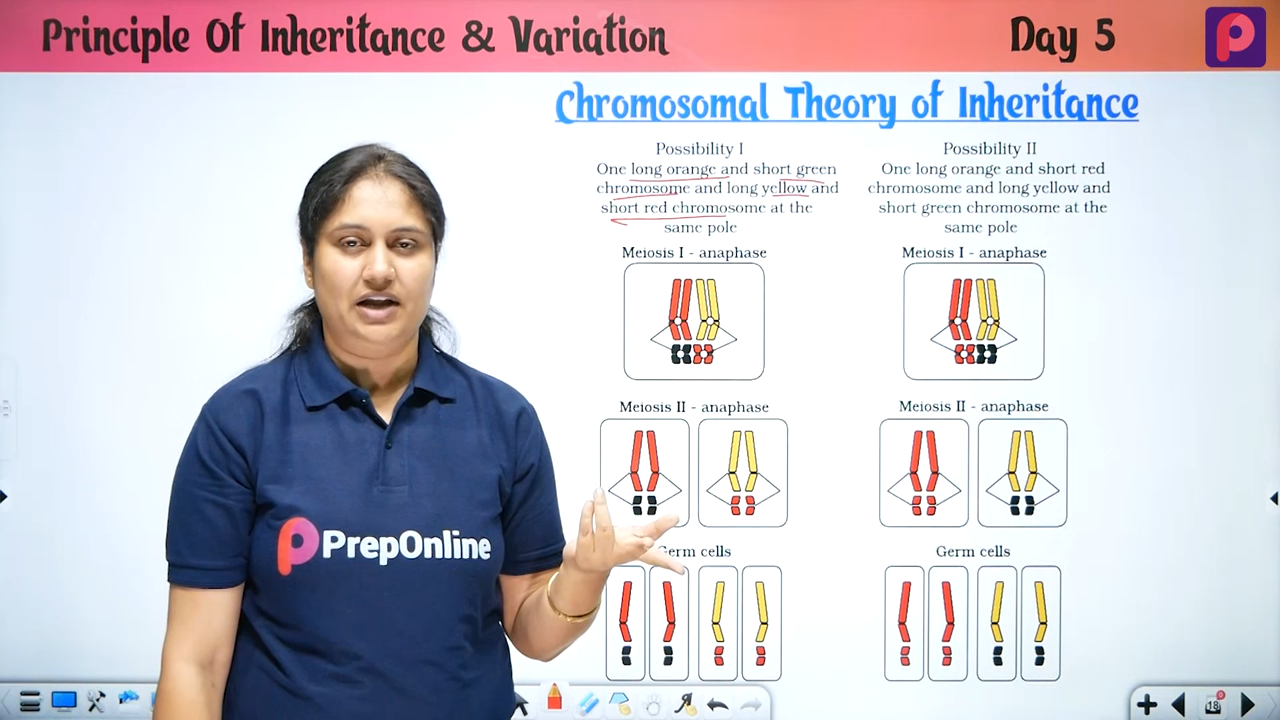 Principle Of Inheritance & Variation
Day 5
Chromosomal Theory of Inheritance
Possibility I
One long orange and short green
chromosome and long yellow and
short red chromosome at the
same pole
Meiosis I - anaphase
Meiosis II - anaphase
Germ cells
Possibility II
One long orange and short red
chromosome and long yellow and
short green chromosome at the
same pole
Meiosis I - anaphase
Meiosis II - anaphase
Germ cells
PrepOnline
18